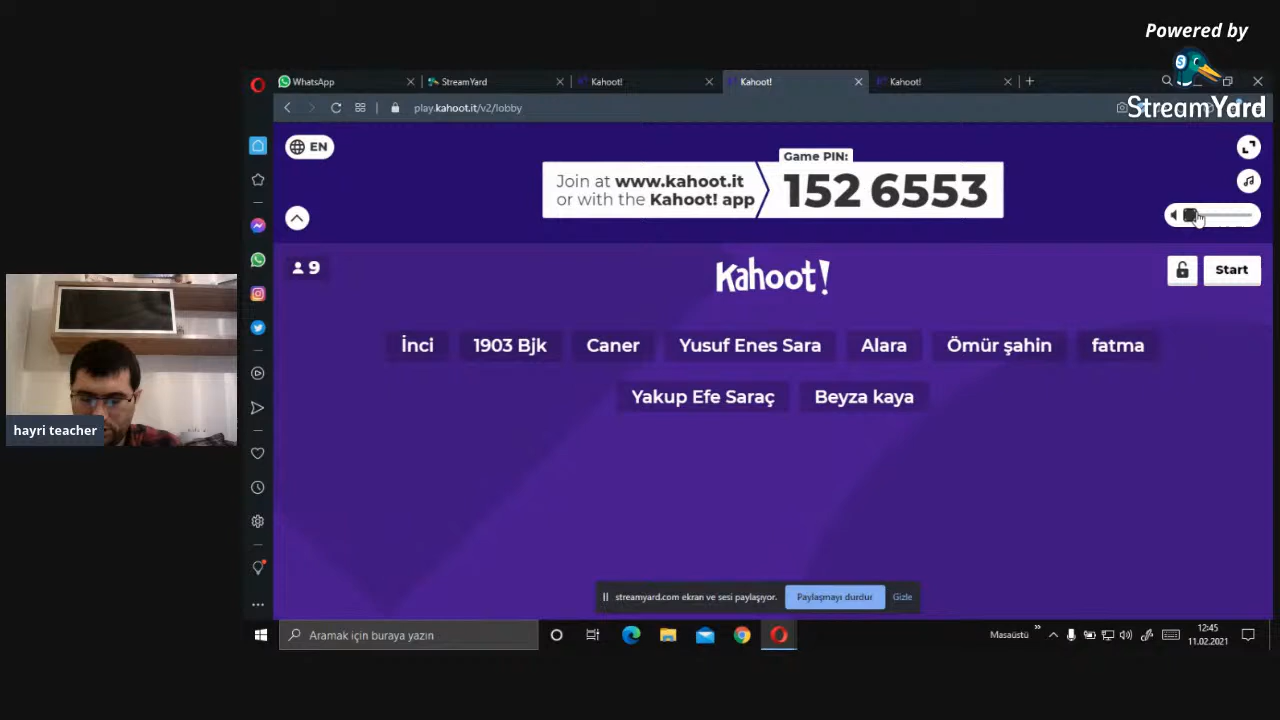 Powered by
StreamYard
WhatsApp
StreamYard
Kahoot!
Kahoot!
Kahoot!
play.kahoot.it/v2/lobby
EN
Join at www.kahoot.it
or with the Kahoot! app
Game PIN:
152 6553
9
Kahoot!
Start
İnci
1903 Bjk
Caner
Yusuf Enes Sara
Alara
Ömür şahin
fatma
Yakup Efe Saraç
Beyza kaya
hayri teacher
streamyard.com ekran ve sesi paylaşıyor.
Paylaşmayı durdur
Gizle
Aramak için buraya yazın
Masaüstü
12:45
11.02.2021